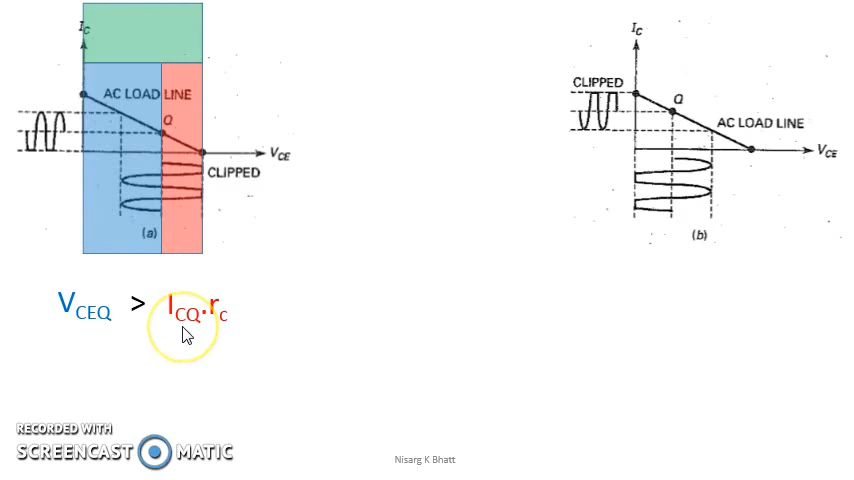 I_C
AC LOAD LINE
Q
V_CE
CLIPPED
(a)
I_C
CLIPPED
Q
AC LOAD LINE
V_CE
(b)
V_CEQ > I_CQ.r_c
RECORDED WITH
SCREENCAST MATIC
Nisarg K Bhatt